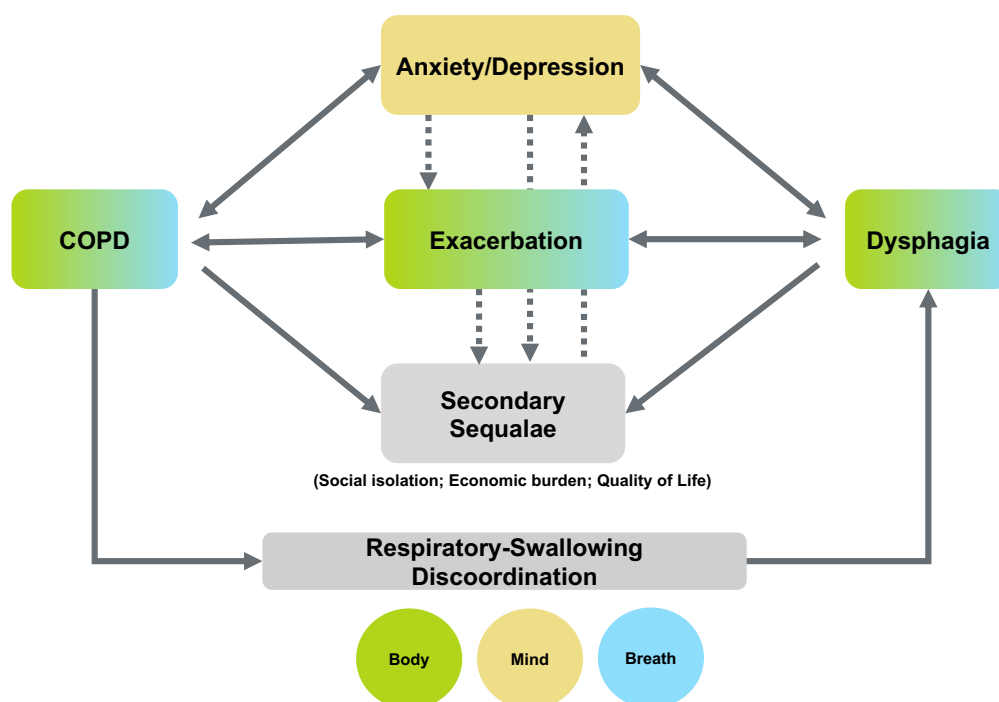 Anxiety/Depression
COPD
Exacerbation
Dysphagia
Secondary
Sequalae
(Social isolation; Economic burden; Quality of Life)
Respiratory-Swallowing
Discoordination
Body
Mind
Breath